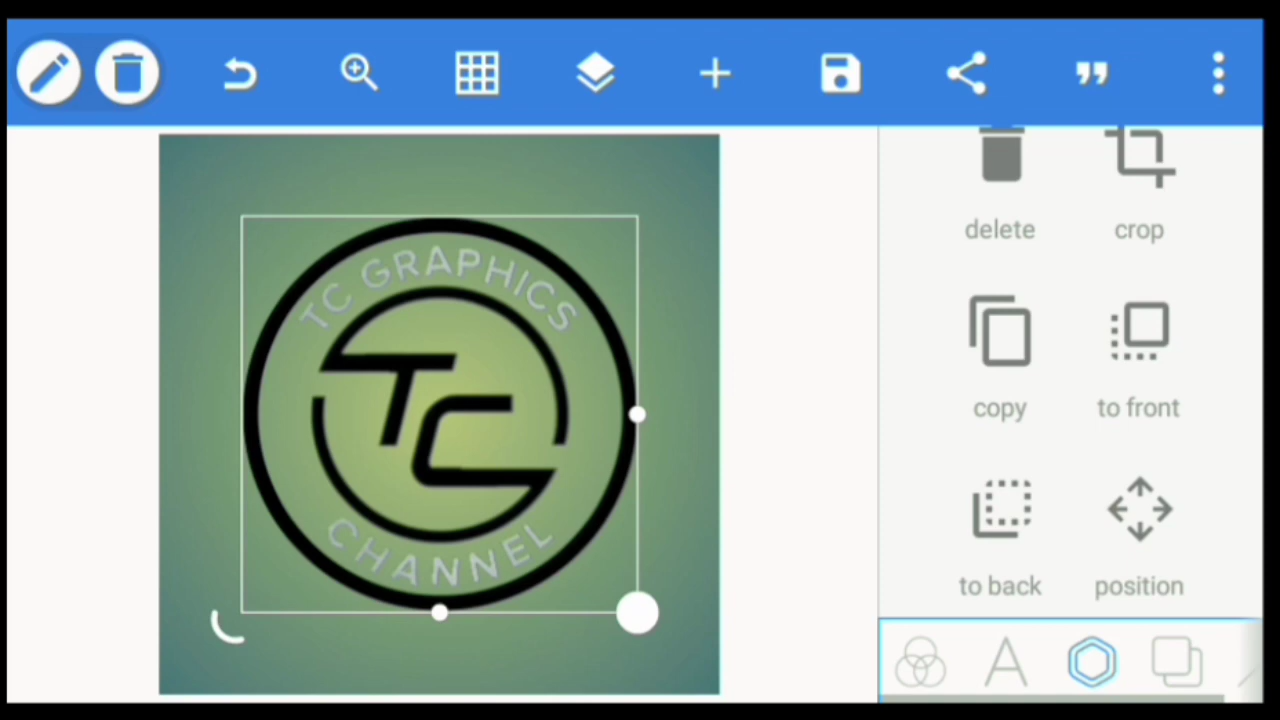 delete
crop
TC GRAPHICS
TC
CHANNEL
copy
to front
to back
position
A